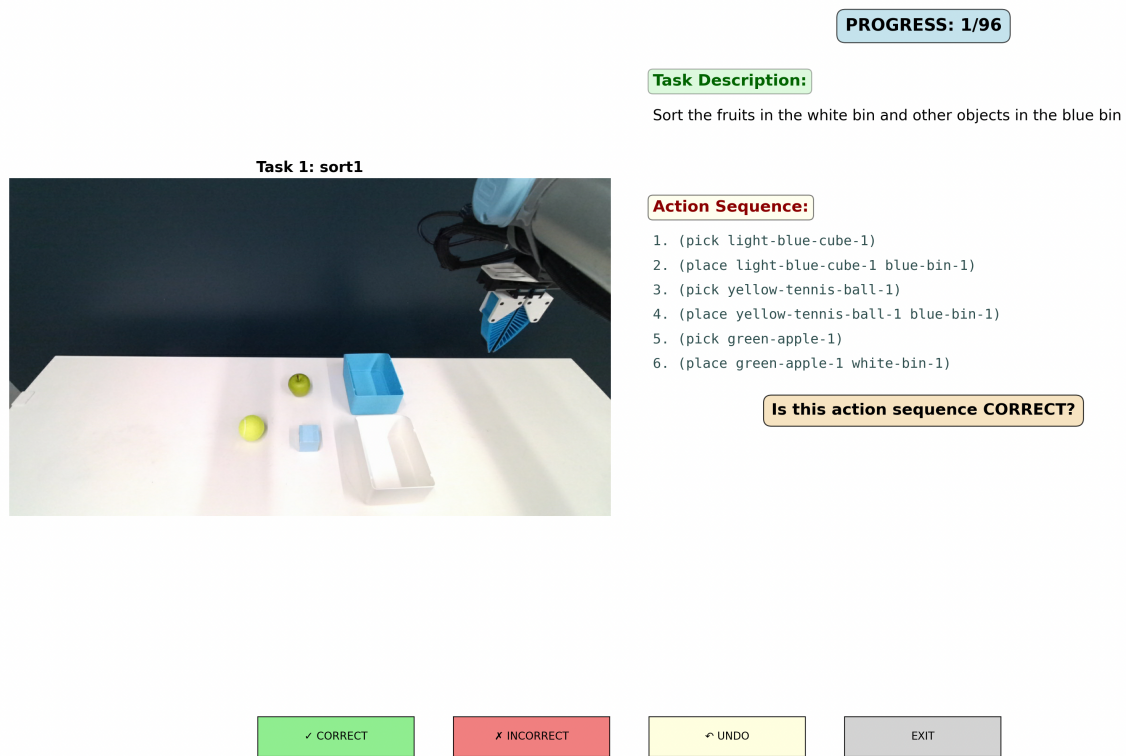 PROGRESS: 1/96
Task Description:
Sort the fruits in the white bin and other objects in the blue bin
Task 1: sort1
Action Sequence:
1. (pick light-blue-cube-1)
2. (place light-blue-cube-1 blue-bin-1)
3. (pick yellow-tennis-ball-1)
4. (place yellow-tennis-ball-1 blue-bin-1)
5. (pick green-apple-1)
6. (place green-apple-1 white-bin-1)
Is this action sequence CORRECT?
✓ CORRECT
✗ INCORRECT
↶ UNDO
EXIT